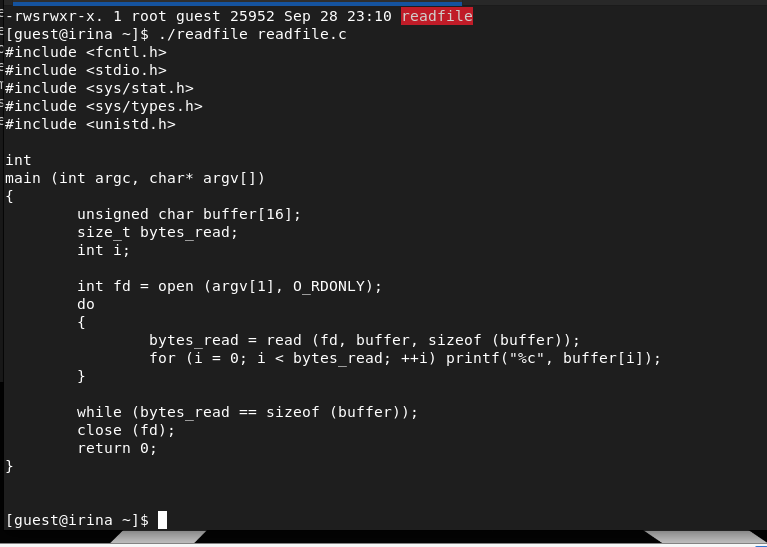 -rwsrwxr-x. 1 root guest 25952 Sep 28 23:10 readfile
[guest@irina ~]$ ./readfile readfile.c
#include <fcntl.h>
#include <stdio.h>
#include <sys/stat.h>
#include <sys/types.h>
#include <unistd.h>

int
main (int argc, char* argv[])
{
        unsigned char buffer[16];
        size_t bytes_read;
        int i;

        int fd = open (argv[1], O_RDONLY);
        do
        {
                bytes_read = read (fd, buffer, sizeof (buffer));
                for (i = 0; i < bytes_read; ++i) printf("%c", buffer[i]);
        }

        while (bytes_read == sizeof (buffer));
        close (fd);
        return 0;
}

[guest@irina ~]$